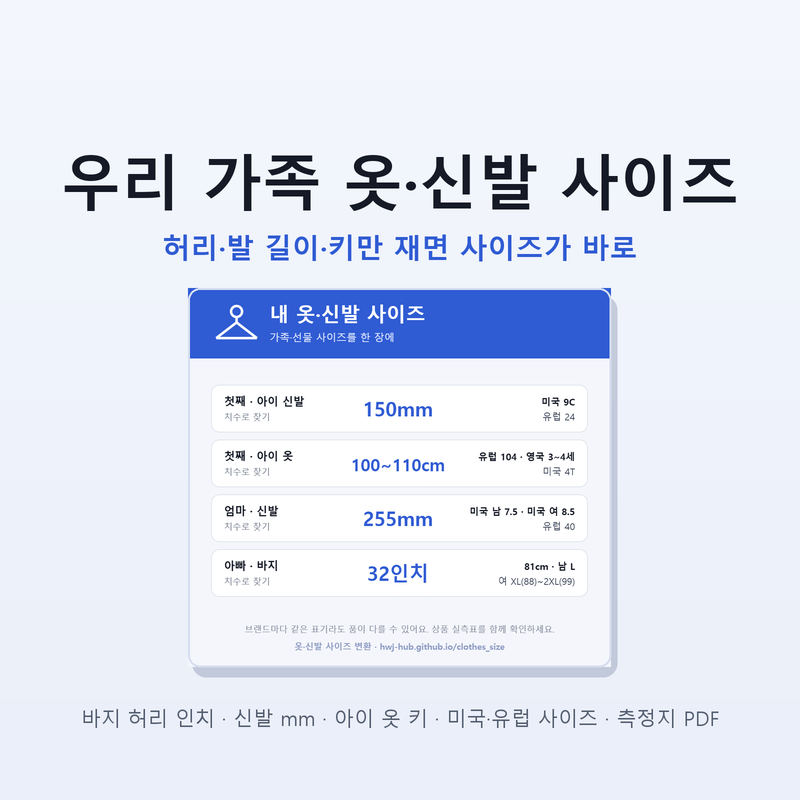 우리 가족 옷·신발 사이즈
허리·발 길이·키만 재면 사이즈가 바로
내 옷·신발 사이즈
가족·선물 사이즈를 한 장에
첫째 · 아이 신발
치수로 찾기
150mm
미국 9C
유럽 24
첫째 · 아이 옷
치수로 찾기
100~110cm
유럽 104 · 영국 3~4세
미국 4T
엄마 · 신발
치수로 찾기
255mm
미국 남 7.5 · 미국 여 8.5
유럽 40
아빠 · 바지
치수로 찾기
32인치
81cm · 남 L
여 XL(88)~2XL(99)
브랜드마다 같은 표기라도 품이 다를 수 있어요. 상품 실측표를 함께 확인하세요.
옷·신발 사이즈 변환 · hwj-hub.github.io/clothes_size
바지 허리 인치 · 신발 mm · 아이 옷 키 · 미국·유럽 사이즈 · 측정지 PDF